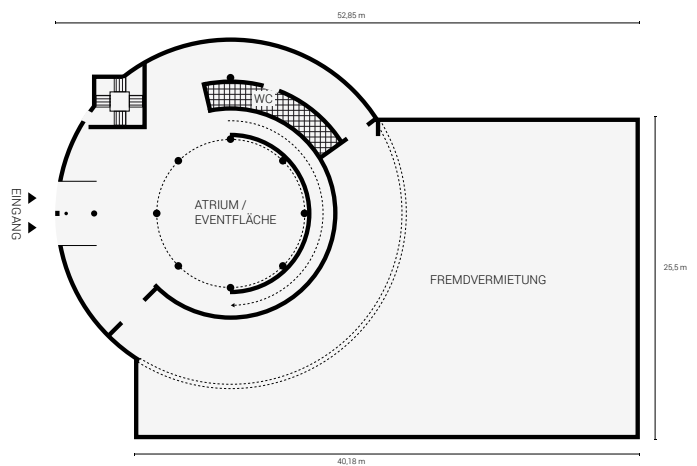 52,85 m
WC
EINGANG
ATRIUM /
EVENTFLÄCHE
FREMDVERMIETUNG
25,5 m
40,18 m